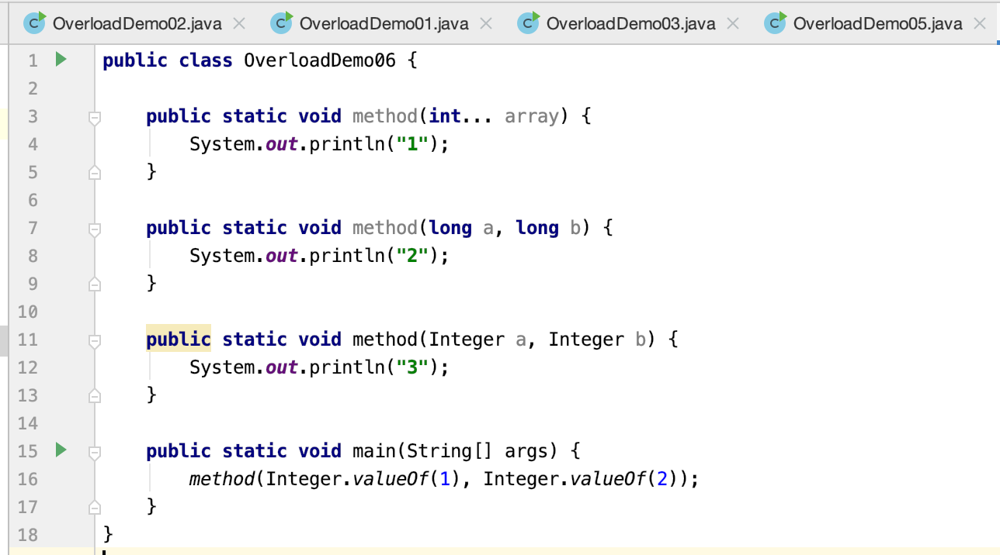 OverloadDemo02.java OverloadDemo01.java OverloadDemo03.java OverloadDemo05.java
1 public class OverloadDemo06 {
2
3 public static void method(int... array) {
4 System.out.println("1");
5 }
6
7 public static void method(long a, long b) {
8 System.out.println("2");
9 }
10
11 public static void method(Integer a, Integer b) {
12 System.out.println("3");
13 }
14
15 public static void main(String[] args) {
16 method(Integer.valueOf(1), Integer.valueOf(2));
17 }
18 }